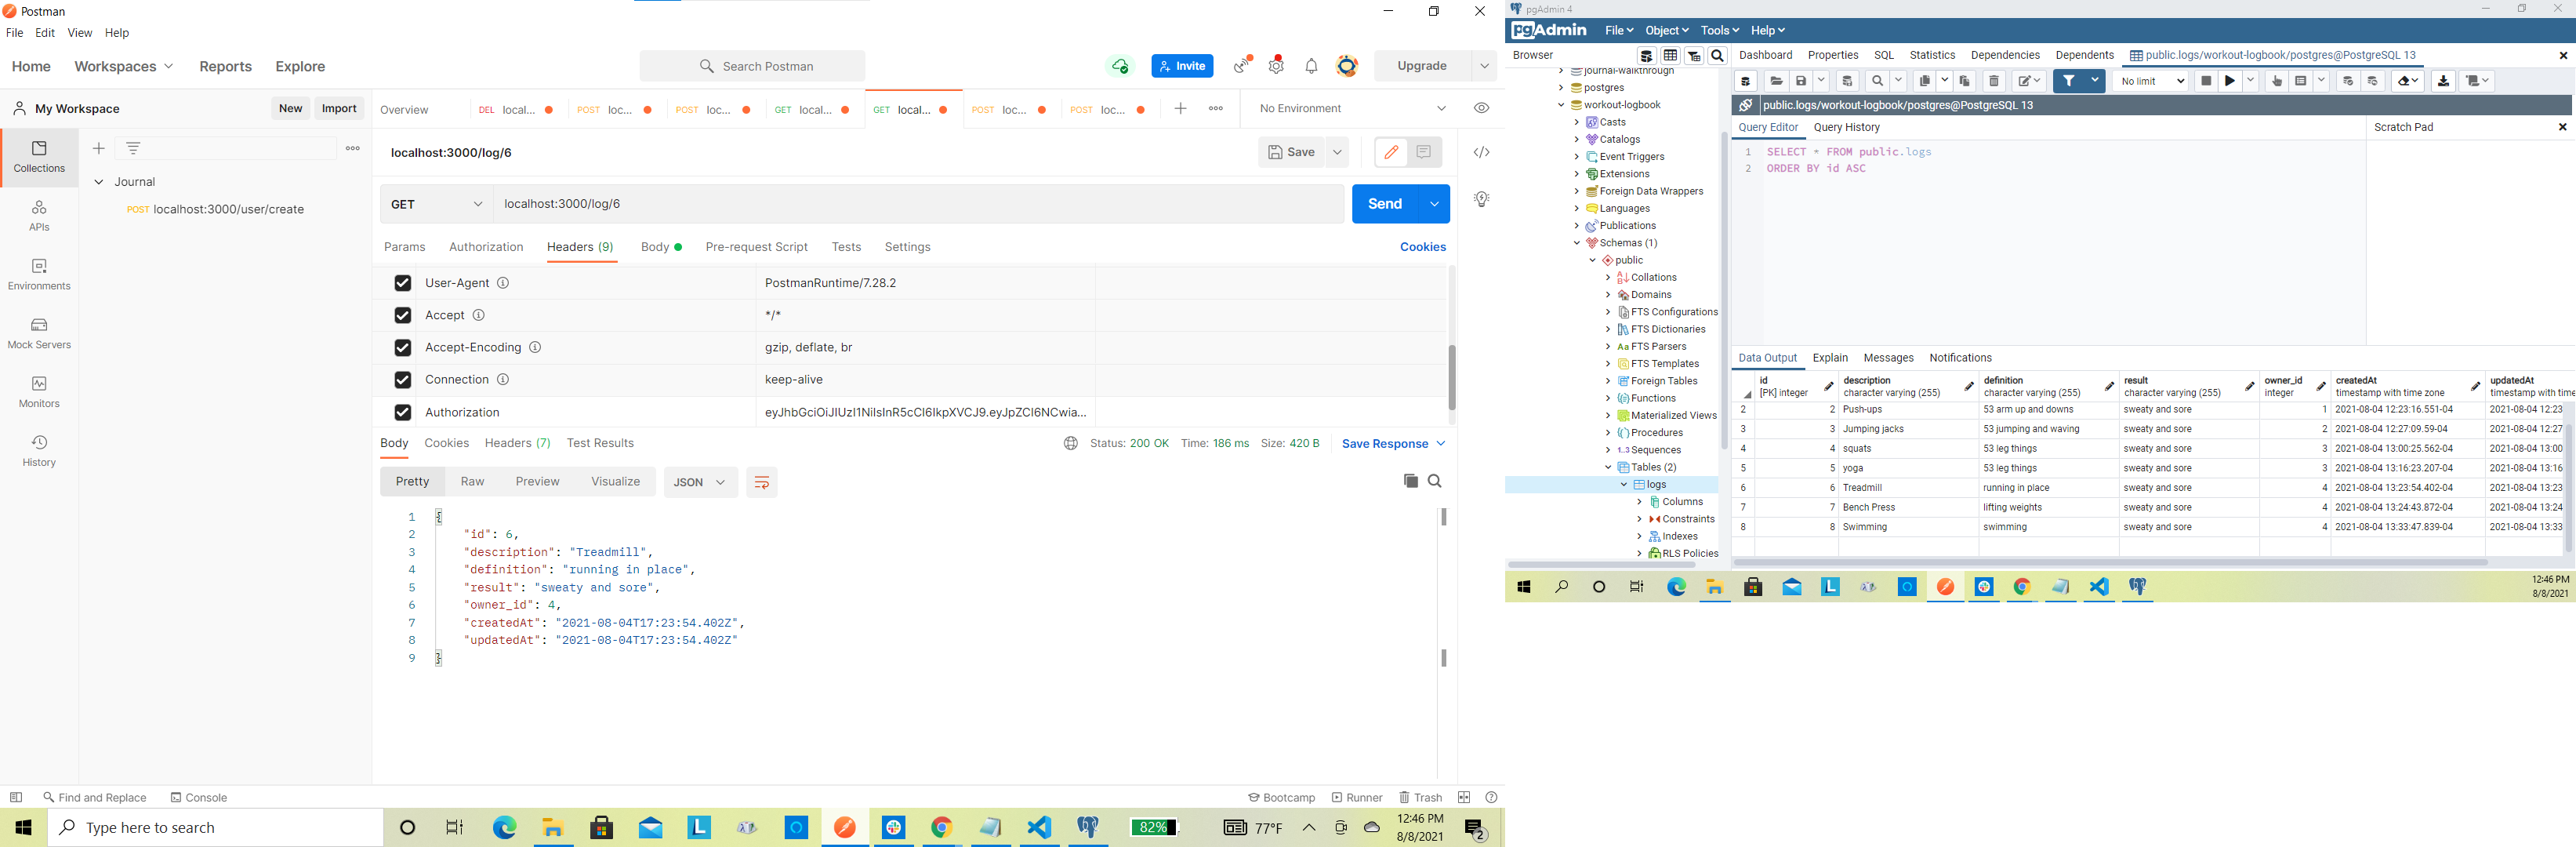 Postman
File Edit View Help
Home Workspaces Reports Explore
Search Postman
Invite
Upgrade
My Workspace
New Import
Overview
DEL local...
POST loc...
POST loc...
GET local...
GET local...
POST loc...
POST loc...
No Environment
Collections
APIs
Environments
Mock Servers
Monitors
History
Journal
POST localhost:3000/user/create
localhost:3000/log/6
Save
GET localhost:3000/log/6
Send
Params Authorization Headers (9) Body Pre-request Script Tests Settings Cookies
User-Agent PostmanRuntime/7.28.2
Accept */*
Accept-Encoding gzip, deflate, br
Connection keep-alive
Authorization eyJhbGciOiJIUzI1NiIsInR5cCI6IkpXVCJ9.eyJpZCI6NCwia...
Body Cookies Headers (7) Test Results
Status: 200 OK Time: 186 ms Size: 420 B Save Response
Pretty Raw Preview Visualize JSON
1 {
2 "id": 6,
3 "description": "Treadmill",
4 "definition": "running in place",
5 "result": "sweaty and sore",
6 "owner_id": 4,
7 "createdAt": "2021-08-04T17:23:54.402Z",
8 "updatedAt": "2021-08-04T17:23:54.402Z"
9 }
Find and Replace Console
Bootcamp Runner Trash
Type here to search
82%
77°F
12:46 PM
8/8/2021
2
pgAdmin 4
pgAdmin File Object Tools Help
Browser
Dashboard Properties SQL Statistics Dependencies Dependents public.logs/workout-logbook/postgres@PostgreSQL 13
No limit
journal-walkthrough
postgres
workout-logbook
Casts
Catalogs
Event Triggers
Extensions
Foreign Data Wrappers
Languages
Publications
Schemas (1)
public
Collations
Domains
FTS Configurations
FTS Dictionaries
FTS Parsers
FTS Templates
Foreign Tables
Functions
Materialized Views
Procedures
Sequences
Tables (2)
logs
Columns
Constraints
Indexes
RLS Policies
public.logs/workout-logbook/postgres@PostgreSQL 13
Query Editor Query History
Scratch Pad
1 SELECT * FROM public.logs
2 ORDER BY id ASC
Data Output Explain Messages Notifications
id description definition result owner_id createdAt updatedAt
[PK] integer character varying (255) character varying (255) character varying (255) integer timestamp with time zone timestamp with time
2 2 Push-ups 53 arm up and downs sweaty and sore 1 2021-08-04 12:23:16.551-04 2021-08-04 12:23
3 3 Jumping jacks 53 jumping and waving sweaty and sore 2 2021-08-04 12:27:09.59-04 2021-08-04 12:27
4 4 squats 53 leg things sweaty and sore 3 2021-08-04 13:00:25.562-04 2021-08-04 13:00
5 5 yoga 53 leg things sweaty and sore 3 2021-08-04 13:16:23.207-04 2021-08-04 13:16
6 6 Treadmill running in place sweaty and sore 4 2021-08-04 13:23:54.402-04 2021-08-04 13:23
7 7 Bench Press lifting weights sweaty and sore 4 2021-08-04 13:24:43.872-04 2021-08-04 13:24
8 8 Swimming swimming sweaty and sore 4 2021-08-04 13:33:47.839-04 2021-08-04 13:33
12:46 PM
8/8/2021